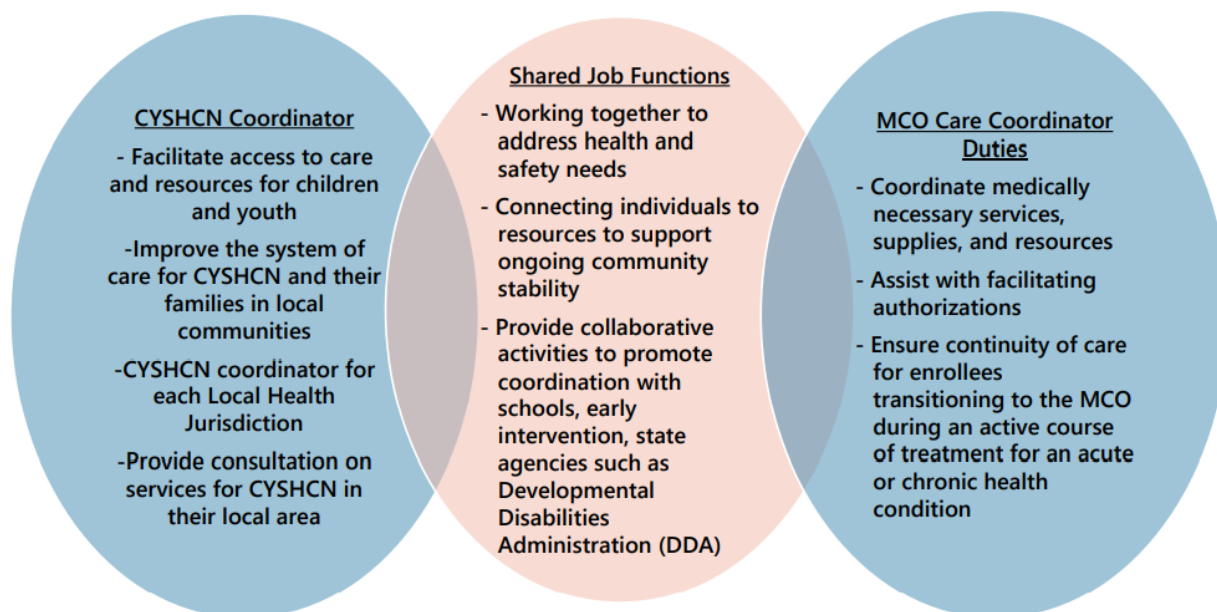 CYSHCN Coordinator
- Facilitate access to care
and resources for children
and youth
-Improve the system of
care for CYSHCN and their
families in local
communities
-CYSHCN coordinator for
each Local Health
Jurisdiction
-Provide consultation on
services for CYSHCN in
their local area
Shared Job Functions
- Working together to
address health and
safety needs
- Connecting individuals to
resources to support
ongoing community
stability
- Provide collaborative
activities to promote
coordination with
schools, early
intervention, state
agencies such as
Developmental
Disabilities
Administration (DDA)
MCO Care Coordinator
Duties
- Coordinate medically
necessary services,
supplies, and resources
- Assist with facilitating
authorizations
- Ensure continuity of care
for enrollees
transitioning to the MCO
during an active course
of treatment for an acute
or chronic health
condition